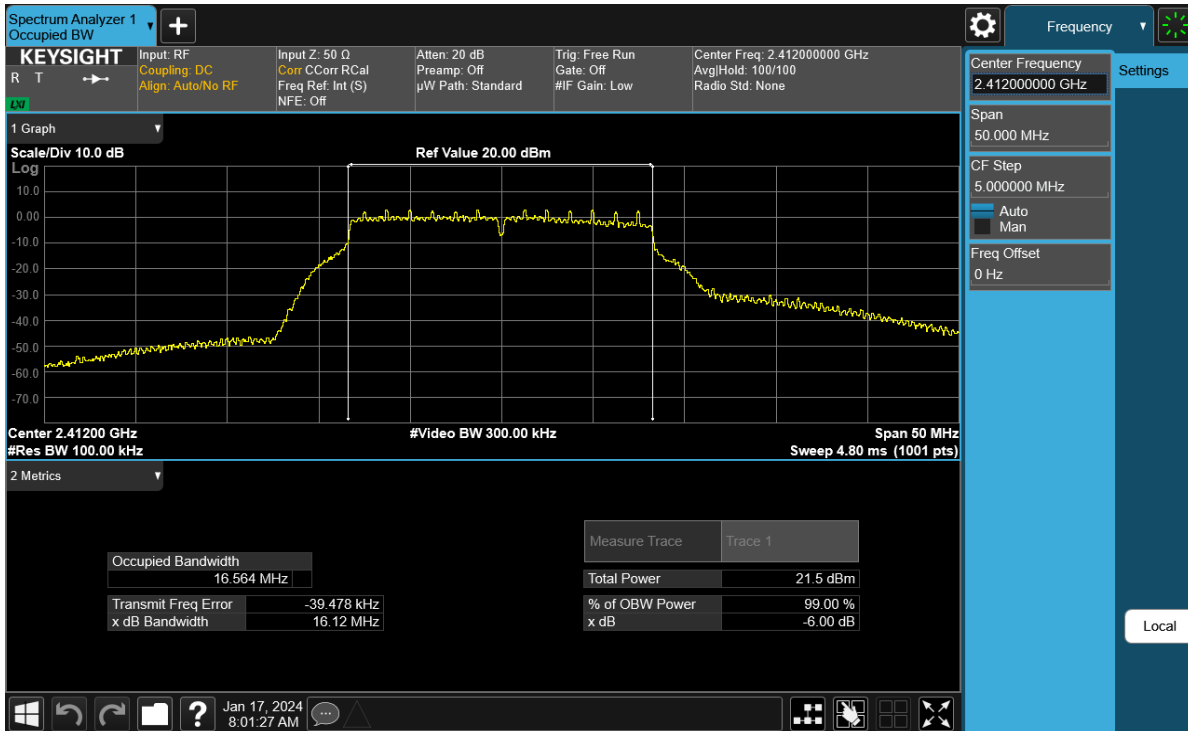 Spectrum Analyzer 1
Occupied BW
Frequency
KEYSIGHT
R T
LXI
Input: RF
Coupling: DC
Align: Auto/No RF
Input Z: 50 Ω
Corr CCorr RCal
Freq Ref: Int (S)
NFE: Off
Atten: 20 dB
Preamp: Off
µW Path: Standard
Trig: Free Run
Gate: Off
#IF Gain: Low
Center Freq: 2.412000000 GHz
Avg|Hold: 100/100
Radio Std: None
Center Frequency
2.412000000 GHz
Settings
Span
50.000 MHz
CF Step
5.000000 MHz
Auto
Man
Freq Offset
0 Hz
Local
1 Graph
Scale/Div 10.0 dB
Ref Value 20.00 dBm
Log
10.0
0.00
-10.0
-20.0
-30.0
-40.0
-50.0
-60.0
-70.0
Center 2.41200 GHz
#Video BW 300.00 kHz
Span 50 MHz
#Res BW 100.00 kHz
Sweep 4.80 ms (1001 pts)
2 Metrics
Measure Trace Trace 1
Occupied Bandwidth
16.564 MHz
Total Power 21.5 dBm
Transmit Freq Error -39.478 kHz
% of OBW Power 99.00 %
x dB Bandwidth 16.12 MHz
x dB -6.00 dB
?
Jan 17, 2024
8:01:27 AM